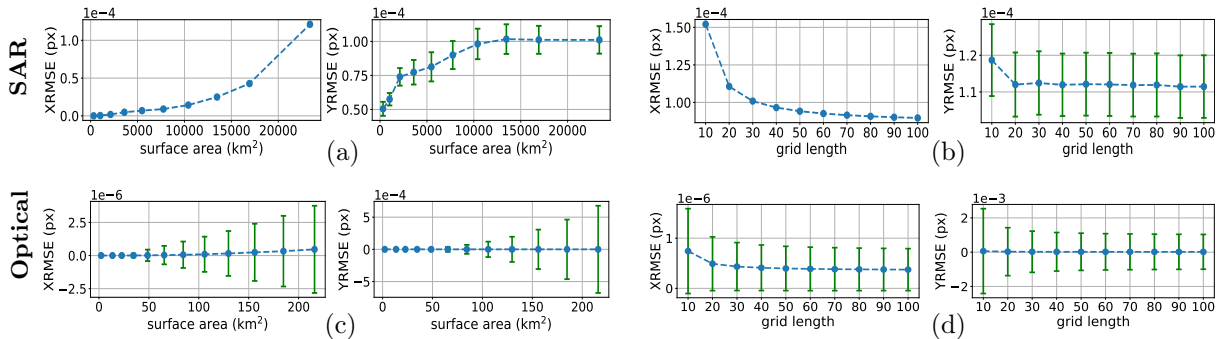 SAR
1e−4
XRMSE (px)
1.0
0.5
0.0
0 5000 10000 15000 20000
surface area (km²)
1e−4
YRMSE (px)
1.00
0.75
0.50
0 5000 10000 15000 20000
surface area (km²)
(a)
1e−4
XRMSE (px)
1.50
1.25
1.00
10 20 30 40 50 60 70 80 90 100
grid length
1e−4
YRMSE (px)
1.2
1.1
10 20 30 40 50 60 70 80 90 100
grid length
(b)
Optical
1e−6
XRMSE (px)
2.5
0.0
−2.5
0 50 100 150 200
surface area (km²)
1e−4
YRMSE (px)
5
0
−5
0 50 100 150 200
surface area (km²)
(c)
1e−6
XRMSE (px)
1
0
10 20 30 40 50 60 70 80 90 100
grid length
1e−3
YRMSE (px)
2
0
−2
10 20 30 40 50 60 70 80 90 100
grid length
(d)